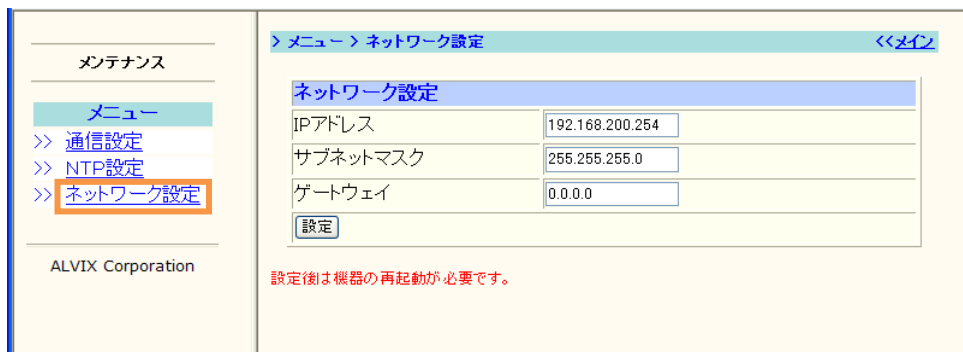 メンテナンス
メニュー
>> 通信設定
>> NTP設定
>> ネットワーク設定
ALVIX Corporation
> メニュー > ネットワーク設定 <<メイン
ネットワーク設定
IPアドレス 192.168.200.254
サブネットマスク 255.255.255.0
ゲートウェイ 0.0.0.0
設定
設定後は機器の再起動が必要です。